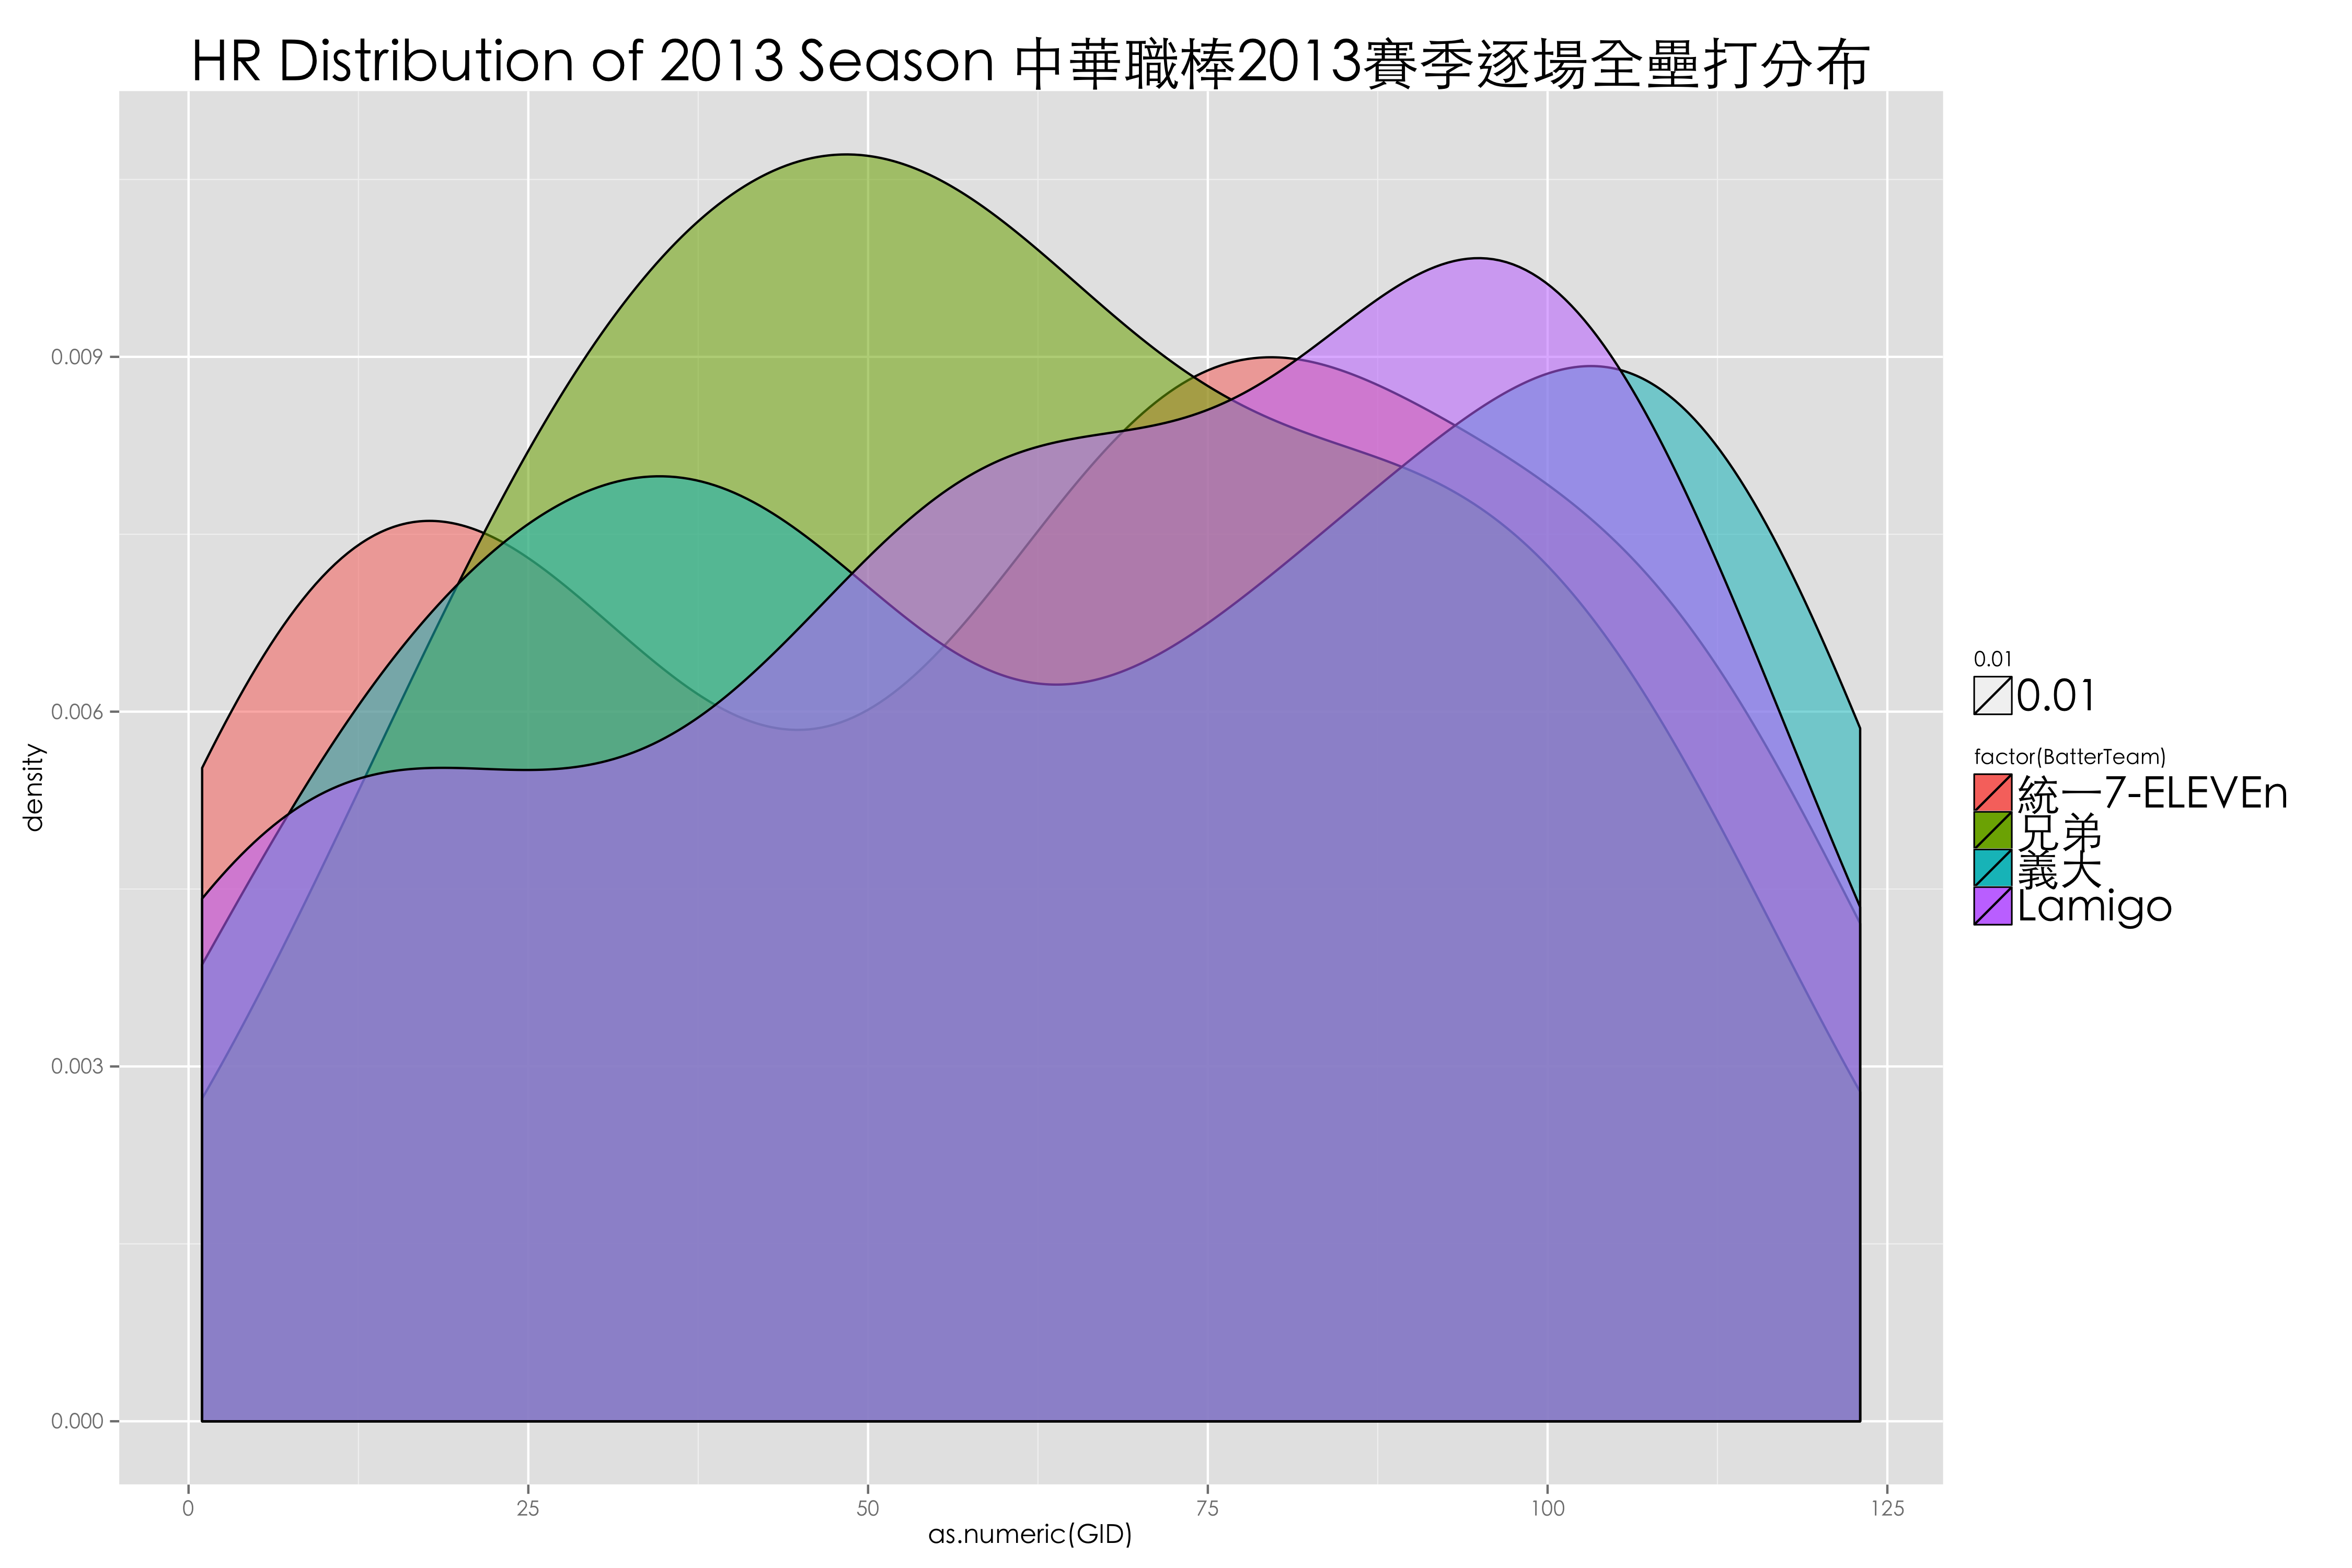 HR Distribution of 2013 Season 中華職棒2013賽季逐場全壘打分布
density
0.009
0.006
0.003
0.000
0
25
50
75
100
125
as.numeric(GID)
0.01
0.01
factor(BatterTeam)
統一7-ELEVEn
兄弟
義大
Lamigo